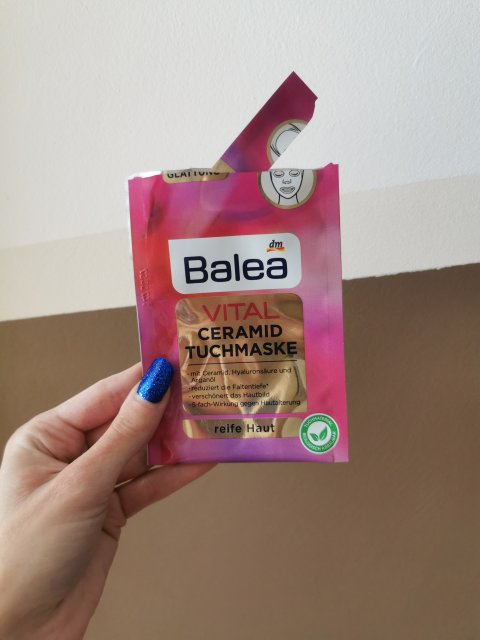 GLÄTTUNG
dm
Balea
VITAL
CERAMID
TUCHMASKE
-mit Ceramid, Hyaluronsäure und
Arganöl
-reduziert die Faltentiefe*
-verschönert das Hautbild
-5-fach-Wirkung gegen Hautalterung
reife Haut